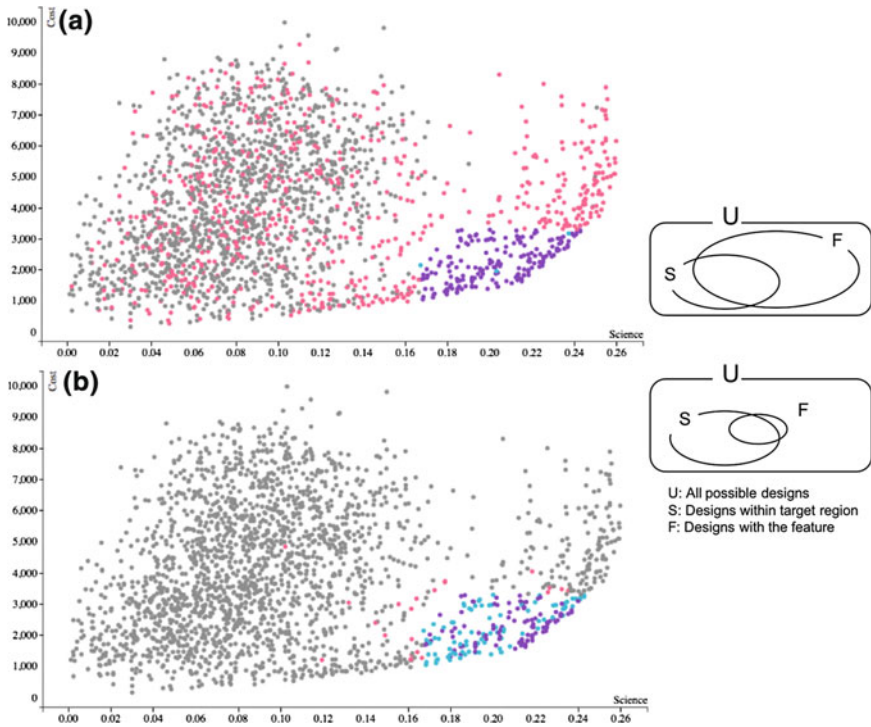 (a)
Cost
10,000
9,000
8,000
7,000
6,000
5,000
4,000
3,000
2,000
1,000
0
Science
0.00 0.02 0.04 0.06 0.08 0.10 0.12 0.14 0.16 0.18 0.20 0.22 0.24 0.26
U
S
F
(b)
Cost
10,000
9,000
8,000
7,000
6,000
5,000
4,000
3,000
2,000
1,000
0
Science
0.00 0.02 0.04 0.06 0.08 0.10 0.12 0.14 0.16 0.18 0.20 0.22 0.24 0.26
U
S
F
U: All possible designs
S: Designs within target region
F: Designs with the feature